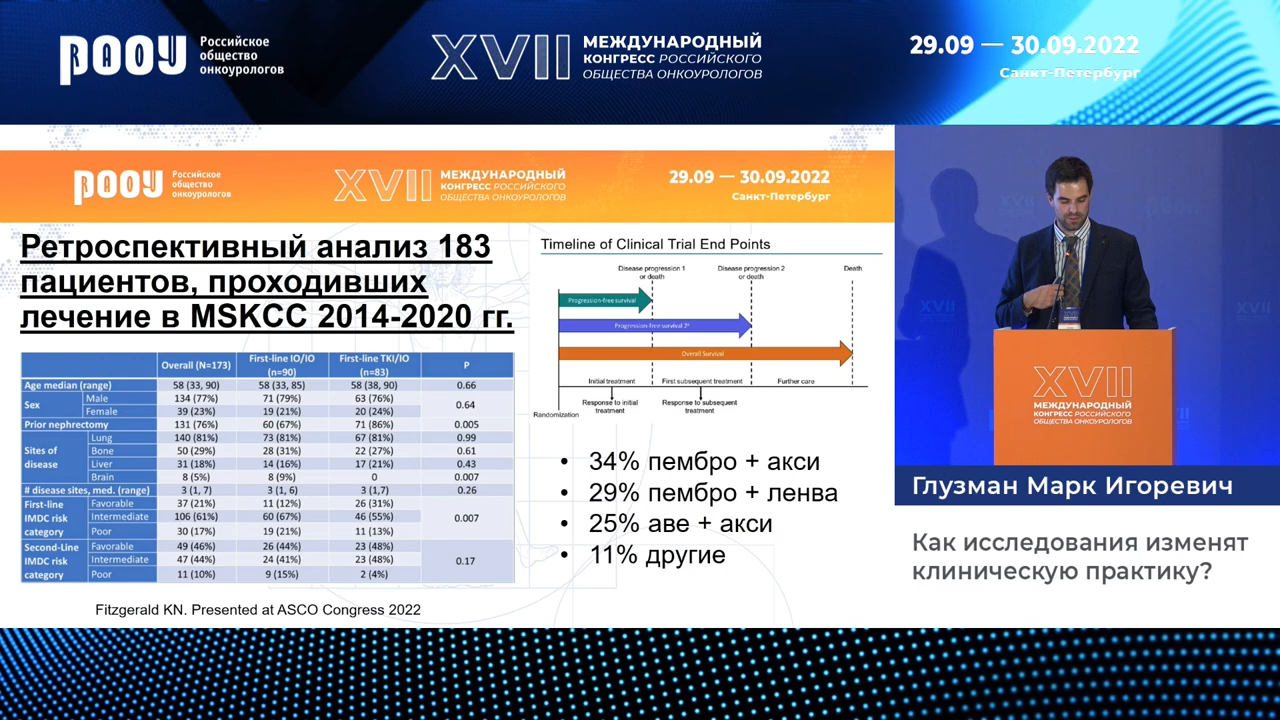 РАОУ
Российское
общество
онкоурологов
XVII
МЕЖДУНАРОДНЫЙ
КОНГРЕСС РОССИЙСКОГО
ОБЩЕСТВА ОНКОУРОЛОГОВ
29.09 — 30.09.2022
Санкт-Петербург
РАОУ
Российское
общество
онкоурологов
XVII
МЕЖДУНАРОДНЫЙ
КОНГРЕСС РОССИЙСКОГО
ОБЩЕСТВА ОНКОУРОЛОГОВ
29.09 — 30.09.2022
Санкт-Петербург
Ретроспективный анализ 183
пациентов, проходивших
лечение в MSKCC 2014-2020 гг.
Overall (N=173) First-line IO/IO (n=90) First-line TKI/IO (n=83) P
Age median (range) 58 (33, 90) 58 (33, 85) 58 (38, 90) 0.66
Sex Male 134 (77%) 71 (79%) 63 (76%) 0.64
Female 39 (23%) 19 (21%) 20 (24%)
Prior nephrectomy 131 (76%) 60 (67%) 71 (86%) 0.005
Sites of disease Lung 140 (81%) 73 (81%) 67 (81%) 0.99
Bone 50 (29%) 28 (31%) 22 (27%) 0.61
Liver 31 (18%) 14 (16%) 17 (21%) 0.43
Brain 8 (5%) 8 (9%) 0 0.007
# disease sites, med. (range) 3 (1, 7) 3 (1, 6) 3 (1,7) 0.26
First-line IMDC risk category Favorable 37 (21%) 11 (12%) 26 (31%) 0.007
Intermediate 106 (61%) 60 (67%) 46 (55%)
Poor 30 (17%) 19 (21%) 11 (13%)
Second-Line IMDC risk category Favorable 49 (46%) 26 (44%) 23 (48%) 0.17
Intermediate 47 (44%) 24 (41%) 23 (48%)
Poor 11 (10%) 9 (15%) 2 (4%)
Fitzgerald KN. Presented at ASCO Congress 2022
Timeline of Clinical Trial End Points
Disease progression 1 or death
Disease progression 2 or death
Death
Progression-free survival
Progression-free survival 2
Overall Survival
Initial treatment
First subsequent treatment
Further care
Response to initial treatment
Response to subsequent treatment
Randomization
• 34% пембро + акси
• 29% пембро + ленва
• 25% аве + акси
• 11% другие
XVII
МЕЖДУНАРОДНЫЙ
КОНГРЕСС РОССИЙСКОГО
ОБЩЕСТВА ОНКОУРОЛОГОВ
Глузман Марк Игоревич
Как исследования изменят
клиническую практику?